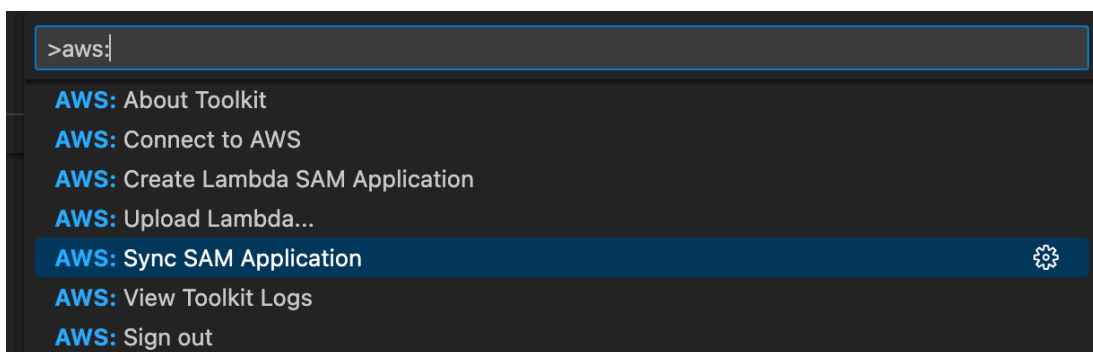 >aws:
AWS: About Toolkit
AWS: Connect to AWS
AWS: Create Lambda SAM Application
AWS: Upload Lambda...
AWS: Sync SAM Application
AWS: View Toolkit Logs
AWS: Sign out